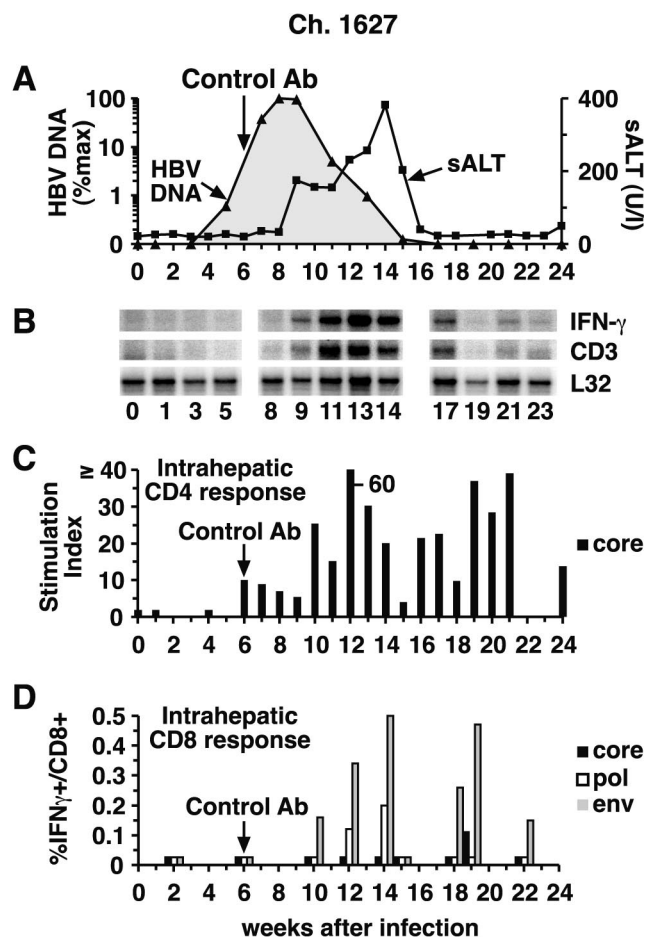 Ch. 1627
A
Control Ab
HBV DNA
(%max)
100
10
1
0
HBV
DNA
sALT
400
200
0
sALT (U/l)
0 2 4 6 8 10 12 14 16 18 20 22 24
B
IFN-γ
CD3
L32
0 1 3 5 8 9 11 13 14 17 19 21 23
C
Intrahepatic
CD4 response
Control Ab
Stimulation
Index
≥
40
30
20
10
0
60
core
0 2 4 6 8 10 12 14 16 18 20 22 24
D
Intrahepatic
CD8 response
Control Ab
%IFNγ+/CD8+
0.5
0.4
0.3
0.2
0.1
0
core
pol
env
0 2 4 6 8 10 12 14 16 18 20 22 24
weeks after infection